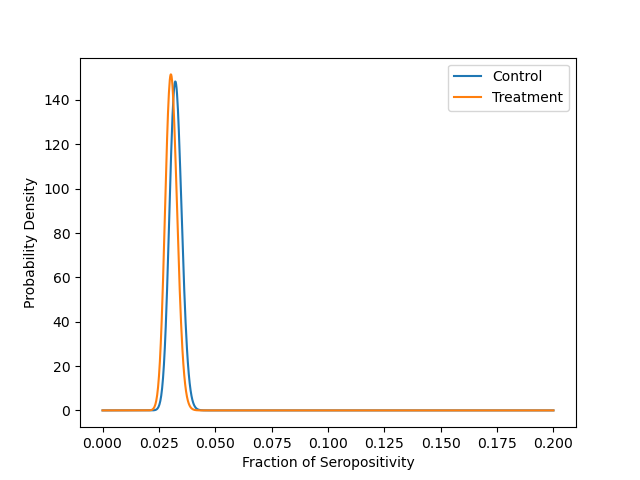 Control
Treatment
Probability Density
140
120
100
80
60
40
20
0
0.000 0.025 0.050 0.075 0.100 0.125 0.150 0.175 0.200
Fraction of Seropositivity